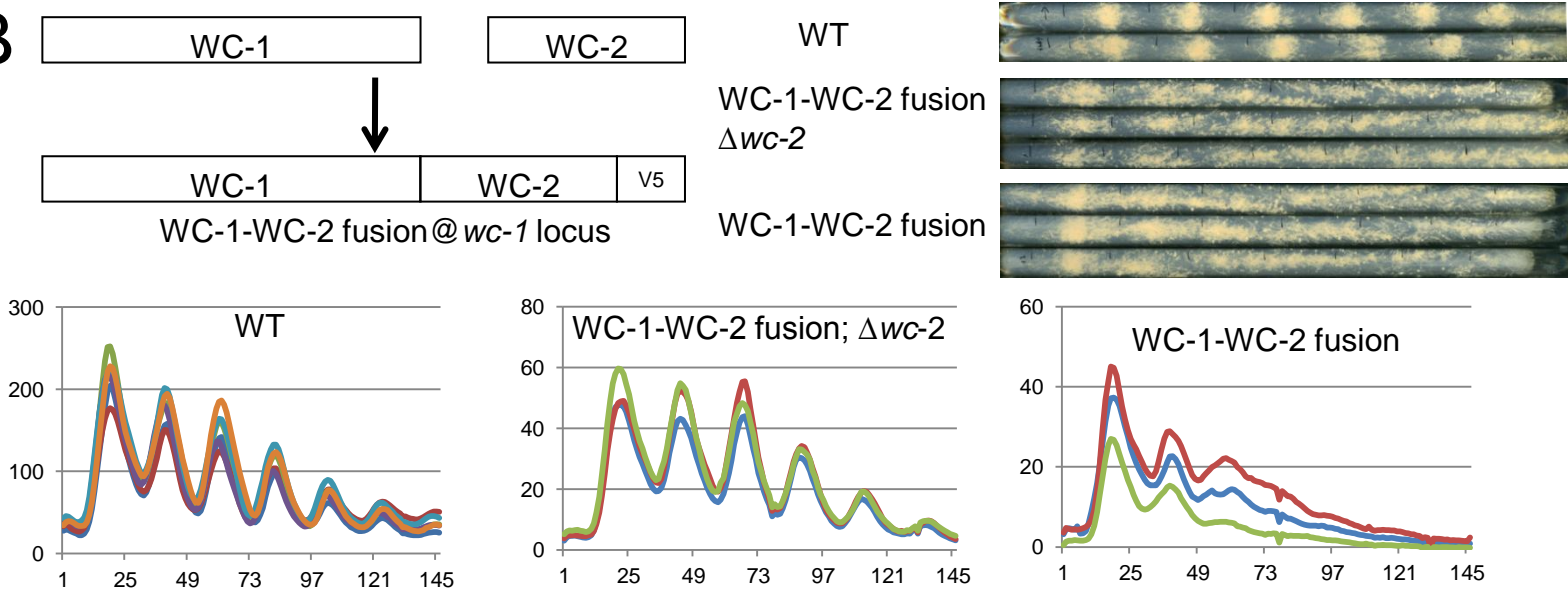 B
WC-1 WC-2
WT
WC-1-WC-2 fusion
Δwc-2
WC-1 WC-2 V5
WC-1-WC-2 fusion@wc-1 locus
WC-1-WC-2 fusion
WT
300
200
100
0
1 25 49 73 97 121 145
WC-1-WC-2 fusion; Δwc-2
80
60
40
20
0
1 25 49 73 97 121 145
WC-1-WC-2 fusion
60
40
20
0
1 25 49 73 97 121 145